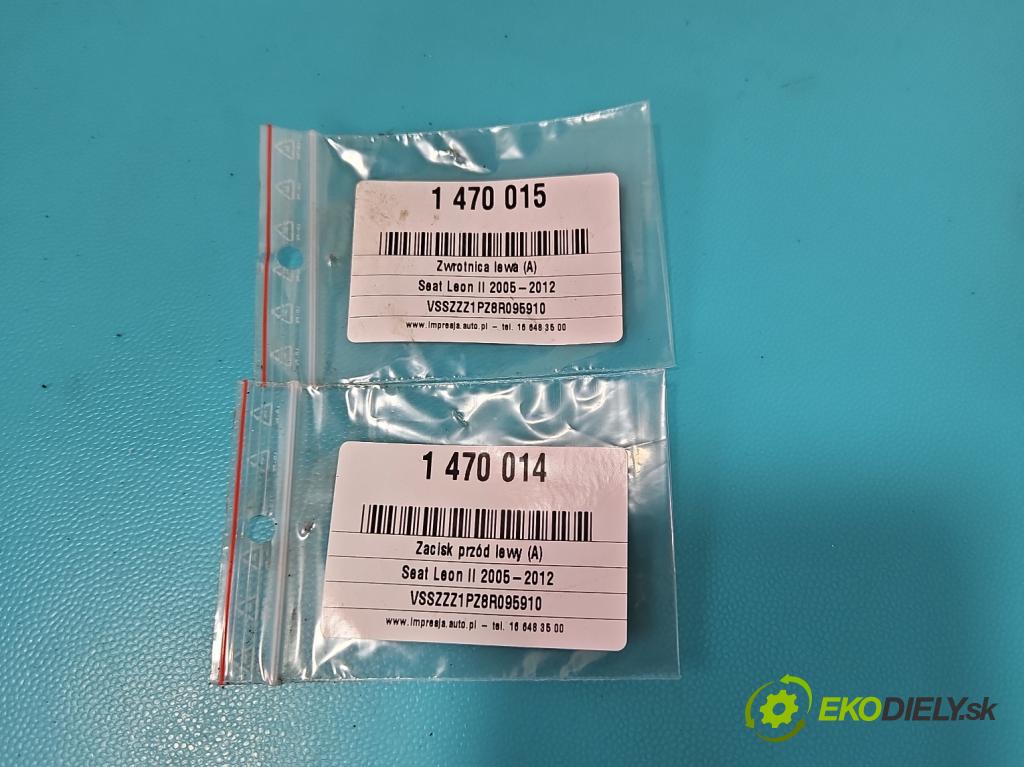 1 470 015
Zwrotnica lewa (A)
Seat Leon II 2005-2012
VSSZZZ1PZ8R095910
www.impresja.auto.pl - tel. 16 648 35 00
1 470 014
Zacisk przód lewy (A)
Seat Leon II 2005-2012
VSSZZZ1PZ8R095910
www.impresja.auto.pl - tel. 16 648 35 00
EKODIELY.sk